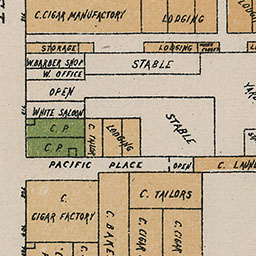 C. CIGAR MANUFACTORY
LODGING
STORAGE
LODGING
W. BARBER SHOP
STABLE
W. OFFICE
OPEN
WHITE SALOON
STABLE
C. P.
C. TAILOR
LODGING
C. P.
PACIFIC PLACE
OPEN
C. LAUN
C. TAILORS
C.
CIGAR FACTORY
C. BAKE
C. CIGAR
C. CIGAR